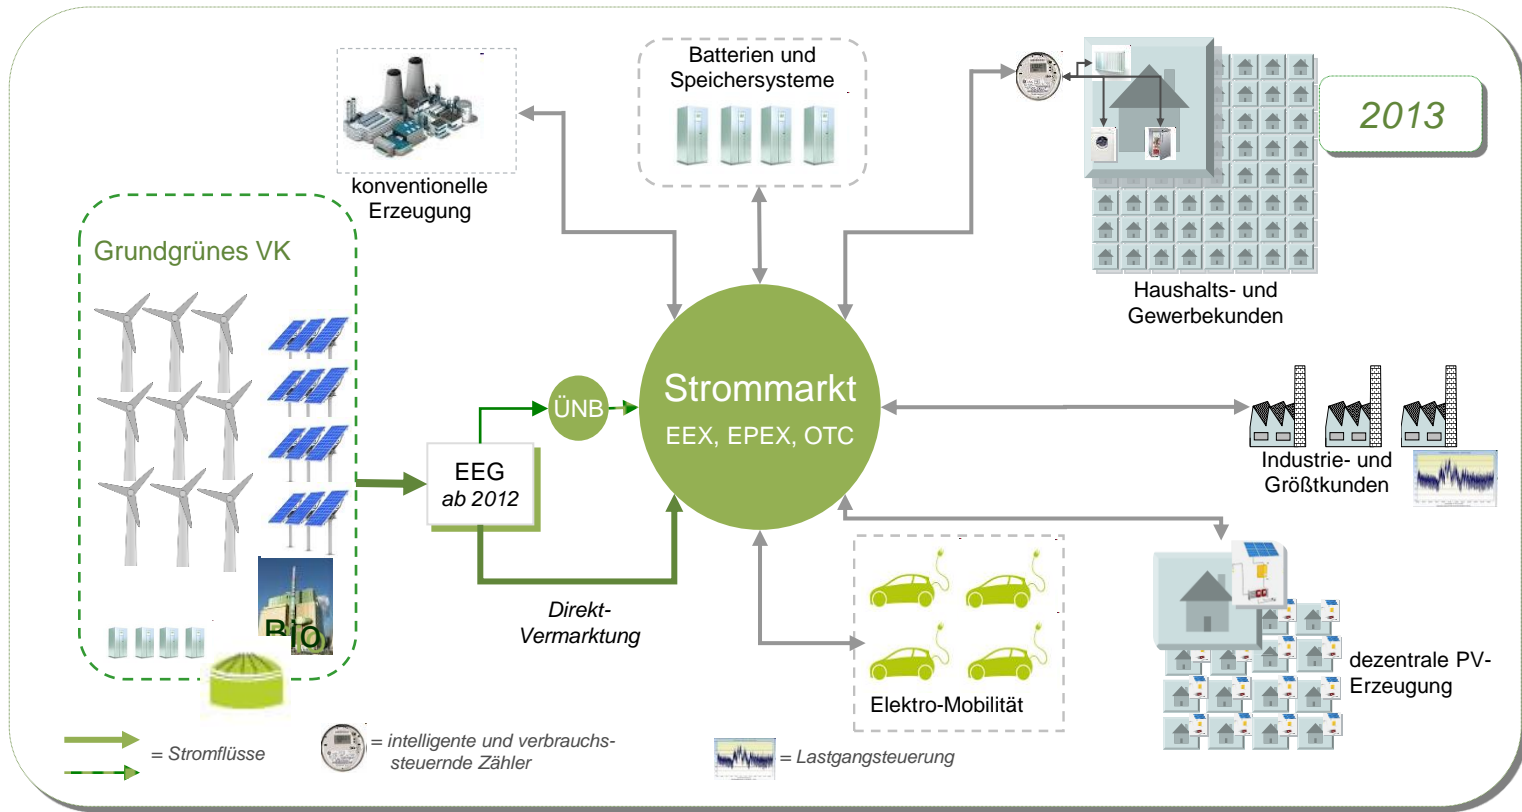 Batterien und
Speichersysteme
2013
konventionelle
Erzeugung
Grundgrünes VK
Haushalts- und
Gewerbekunden
Strommarkt
EEX, EPEX, OTC
ÜNB
EEG
ab 2012
Industrie- und
Größtkunden
Direkt-
Vermarktung
Bio
dezentrale PV-
Erzeugung
Elektro-Mobilität
= Stromflüsse
= intelligente und verbrauchs-
steuernde Zähler
= Lastgangsteuerung